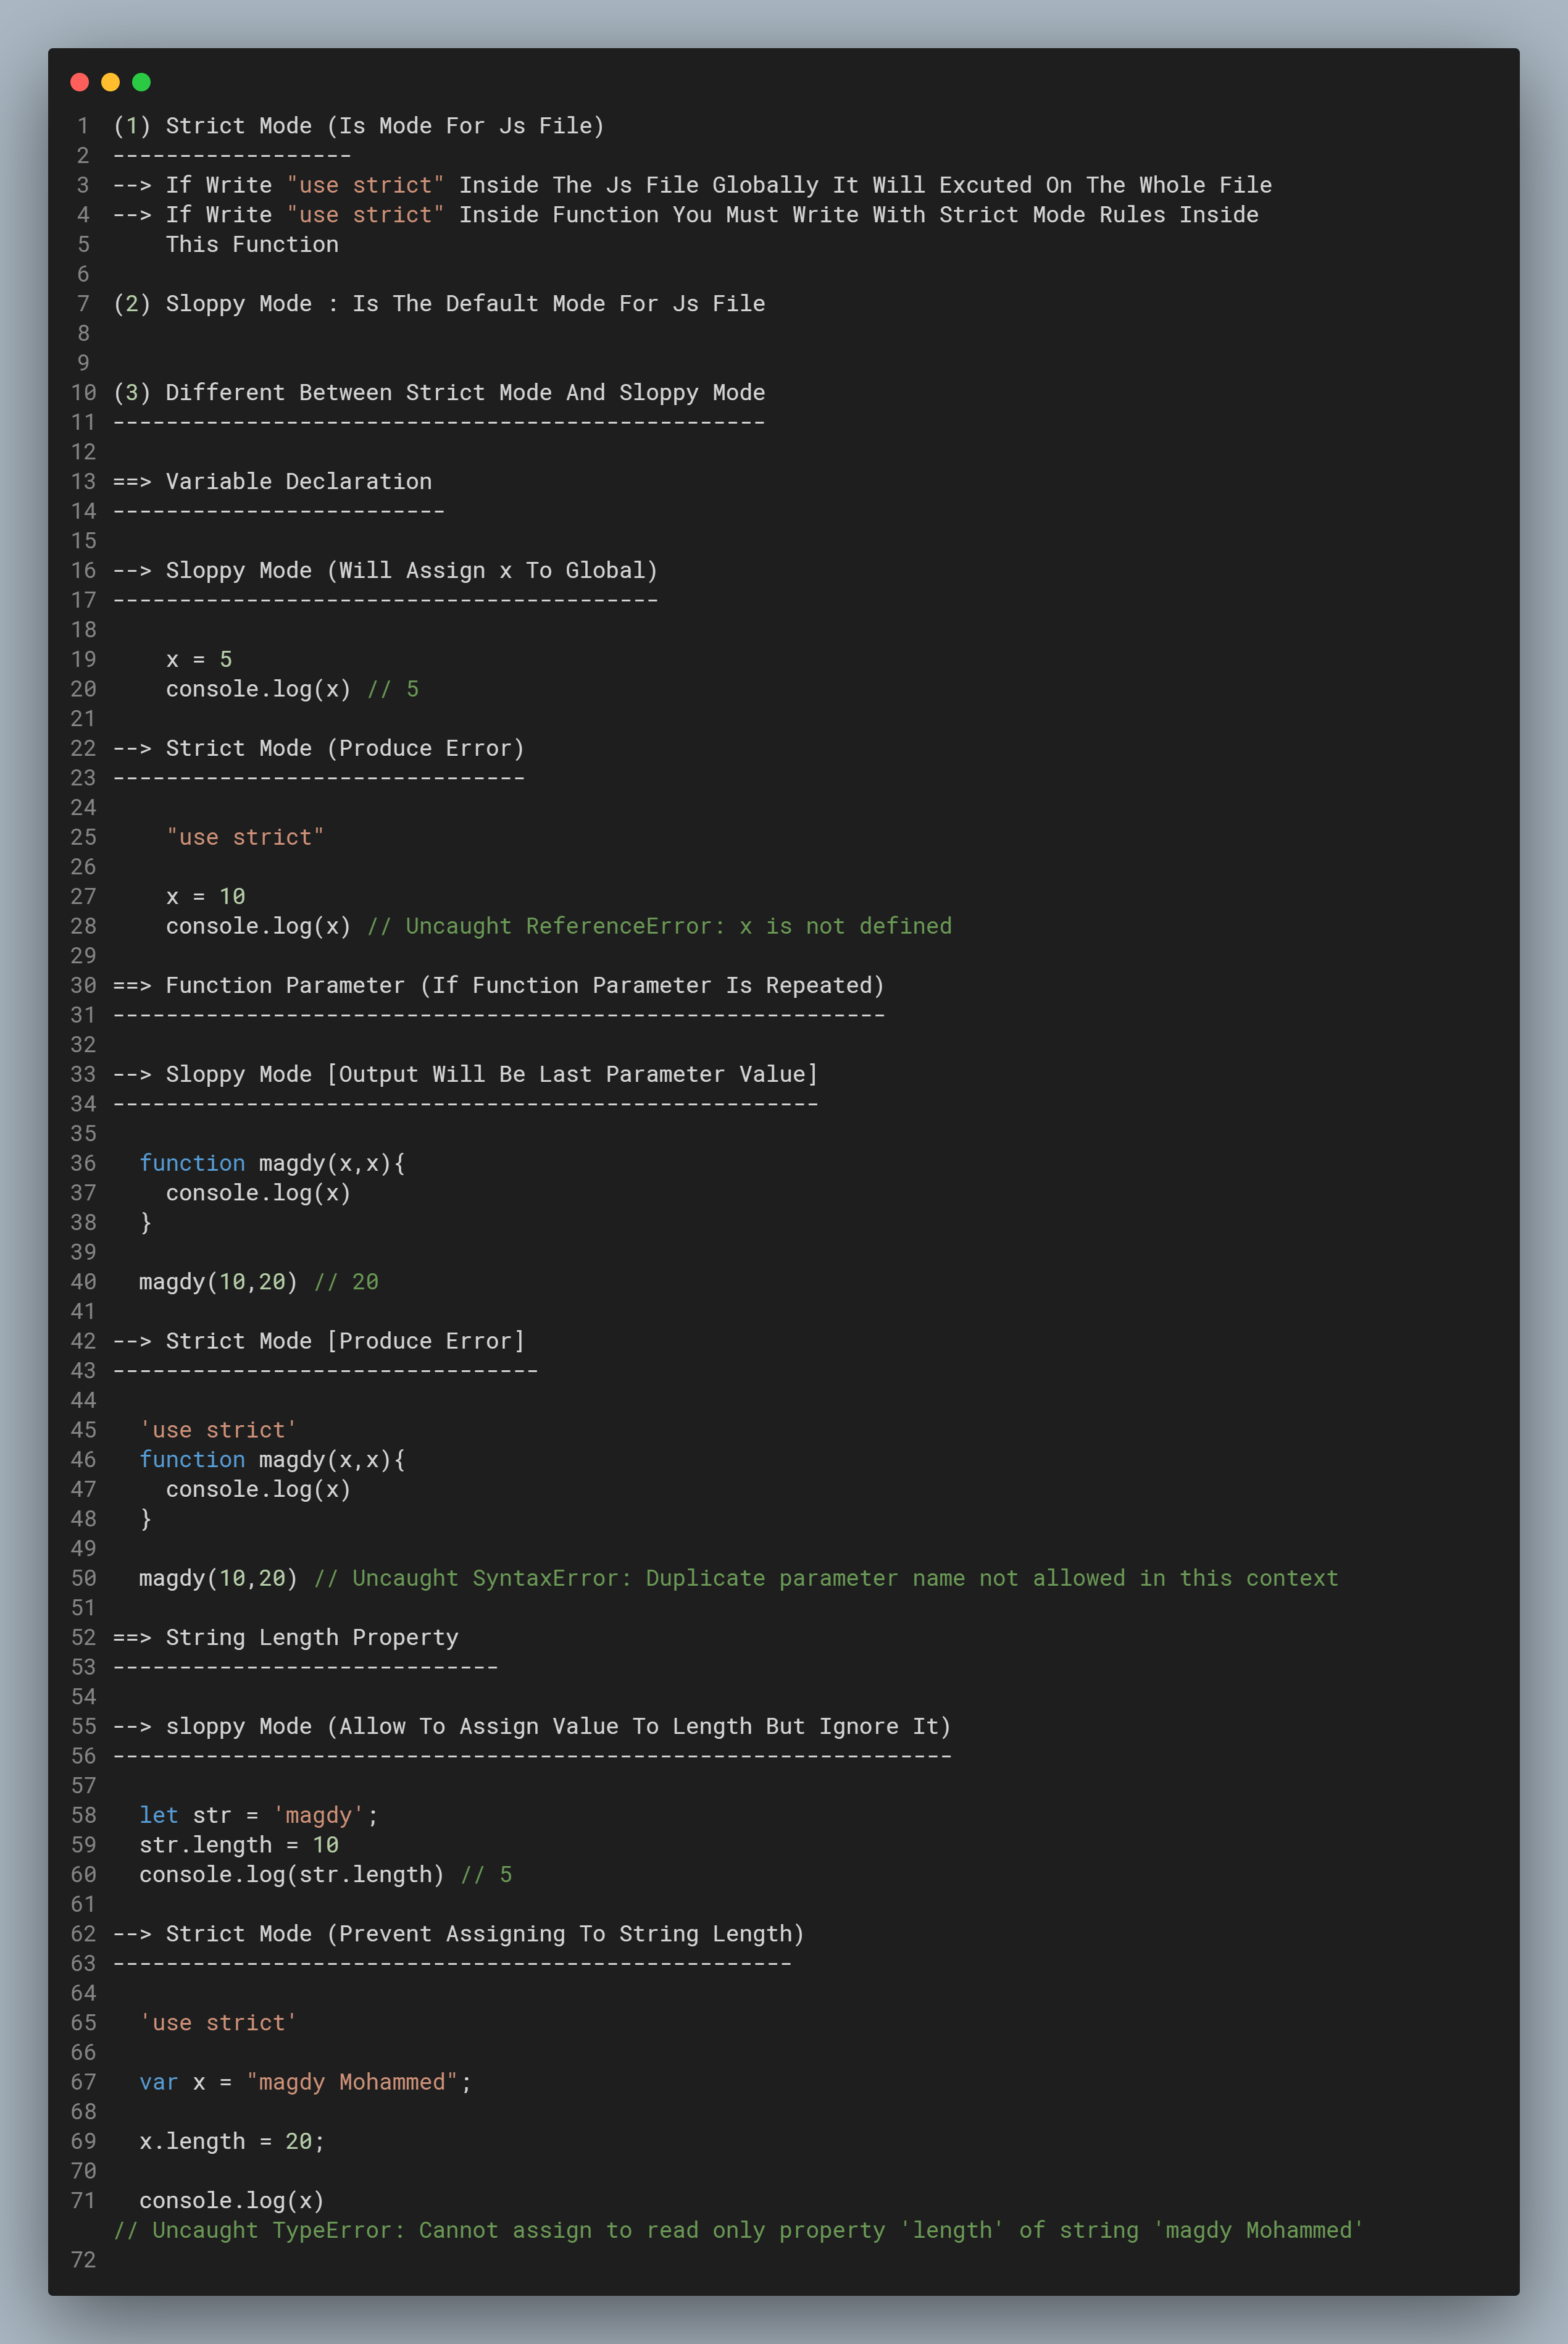 1 (1) Strict Mode (Is Mode For Js File)
2 ------------------
3 --> If Write "use strict" Inside The Js File Globally It Will Excuted On The Whole File
4 --> If Write "use strict" Inside Function You Must Write With Strict Mode Rules Inside
5     This Function
6
7 (2) Sloppy Mode : Is The Default Mode For Js File
8
9
10 (3) Different Between Strict Mode And Sloppy Mode
11 -------------------------------------------------
12
13 ==> Variable Declaration
14 -------------------------
15
16 --> Sloppy Mode (Will Assign x To Global)
17 -----------------------------------------
18
19     x = 5
20     console.log(x) // 5
21
22 --> Strict Mode (Produce Error)
23 -------------------------------
24
25     "use strict"
26
27     x = 10
28     console.log(x) // Uncaught ReferenceError: x is not defined
29
30 ==> Function Parameter (If Function Parameter Is Repeated)
31 ----------------------------------------------------------
32
33 --> Sloppy Mode [Output Will Be Last Parameter Value]
34 -----------------------------------------------------
35
36   function magdy(x,x){
37     console.log(x)
38   }
39
40   magdy(10,20) // 20
41
42 --> Strict Mode [Produce Error]
43 --------------------------------
44
45   'use strict'
46   function magdy(x,x){
47     console.log(x)
48   }
49
50   magdy(10,20) // Uncaught SyntaxError: Duplicate parameter name not allowed in this context
51
52 ==> String Length Property
53 -----------------------------
54
55 --> sloppy Mode (Allow To Assign Value To Length But Ignore It)
56 ---------------------------------------------------------------
57
58   let str = 'magdy';
59   str.length = 10
60   console.log(str.length) // 5
61
62 --> Strict Mode (Prevent Assigning To String Length)
63 ---------------------------------------------------
64
65   'use strict'
66
67   var x = "magdy Mohammed";
68
69   x.length = 20;
70
71   console.log(x)
// Uncaught TypeError: Cannot assign to read only property 'length' of string 'magdy Mohammed'
72